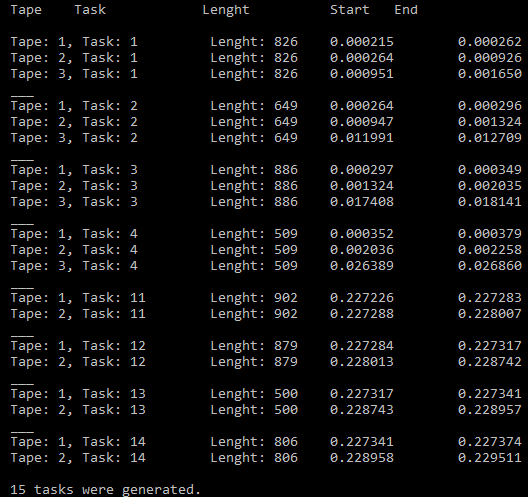 Tape Task Lenght Start End
Tape: 1, Task: 1 Lenght: 826 0.000215 0.000262
Tape: 2, Task: 1 Lenght: 826 0.000264 0.000926
Tape: 3, Task: 1 Lenght: 826 0.000951 0.001650
___
Tape: 1, Task: 2 Lenght: 649 0.000264 0.000296
Tape: 2, Task: 2 Lenght: 649 0.000947 0.001324
Tape: 3, Task: 2 Lenght: 649 0.011991 0.012709
___
Tape: 1, Task: 3 Lenght: 886 0.000297 0.000349
Tape: 2, Task: 3 Lenght: 886 0.001324 0.002035
Tape: 3, Task: 3 Lenght: 886 0.017408 0.018141
___
Tape: 1, Task: 4 Lenght: 509 0.000352 0.000379
Tape: 2, Task: 4 Lenght: 509 0.002036 0.002258
Tape: 3, Task: 4 Lenght: 509 0.026389 0.026860
___
Tape: 1, Task: 11 Lenght: 902 0.227226 0.227283
Tape: 2, Task: 11 Lenght: 902 0.227288 0.228007
___
Tape: 1, Task: 12 Lenght: 879 0.227284 0.227317
Tape: 2, Task: 12 Lenght: 879 0.228013 0.228742
___
Tape: 1, Task: 13 Lenght: 500 0.227317 0.227341
Tape: 2, Task: 13 Lenght: 500 0.228743 0.228957
___
Tape: 1, Task: 14 Lenght: 806 0.227341 0.227374
Tape: 2, Task: 14 Lenght: 806 0.228958 0.229511
15 tasks were generated.